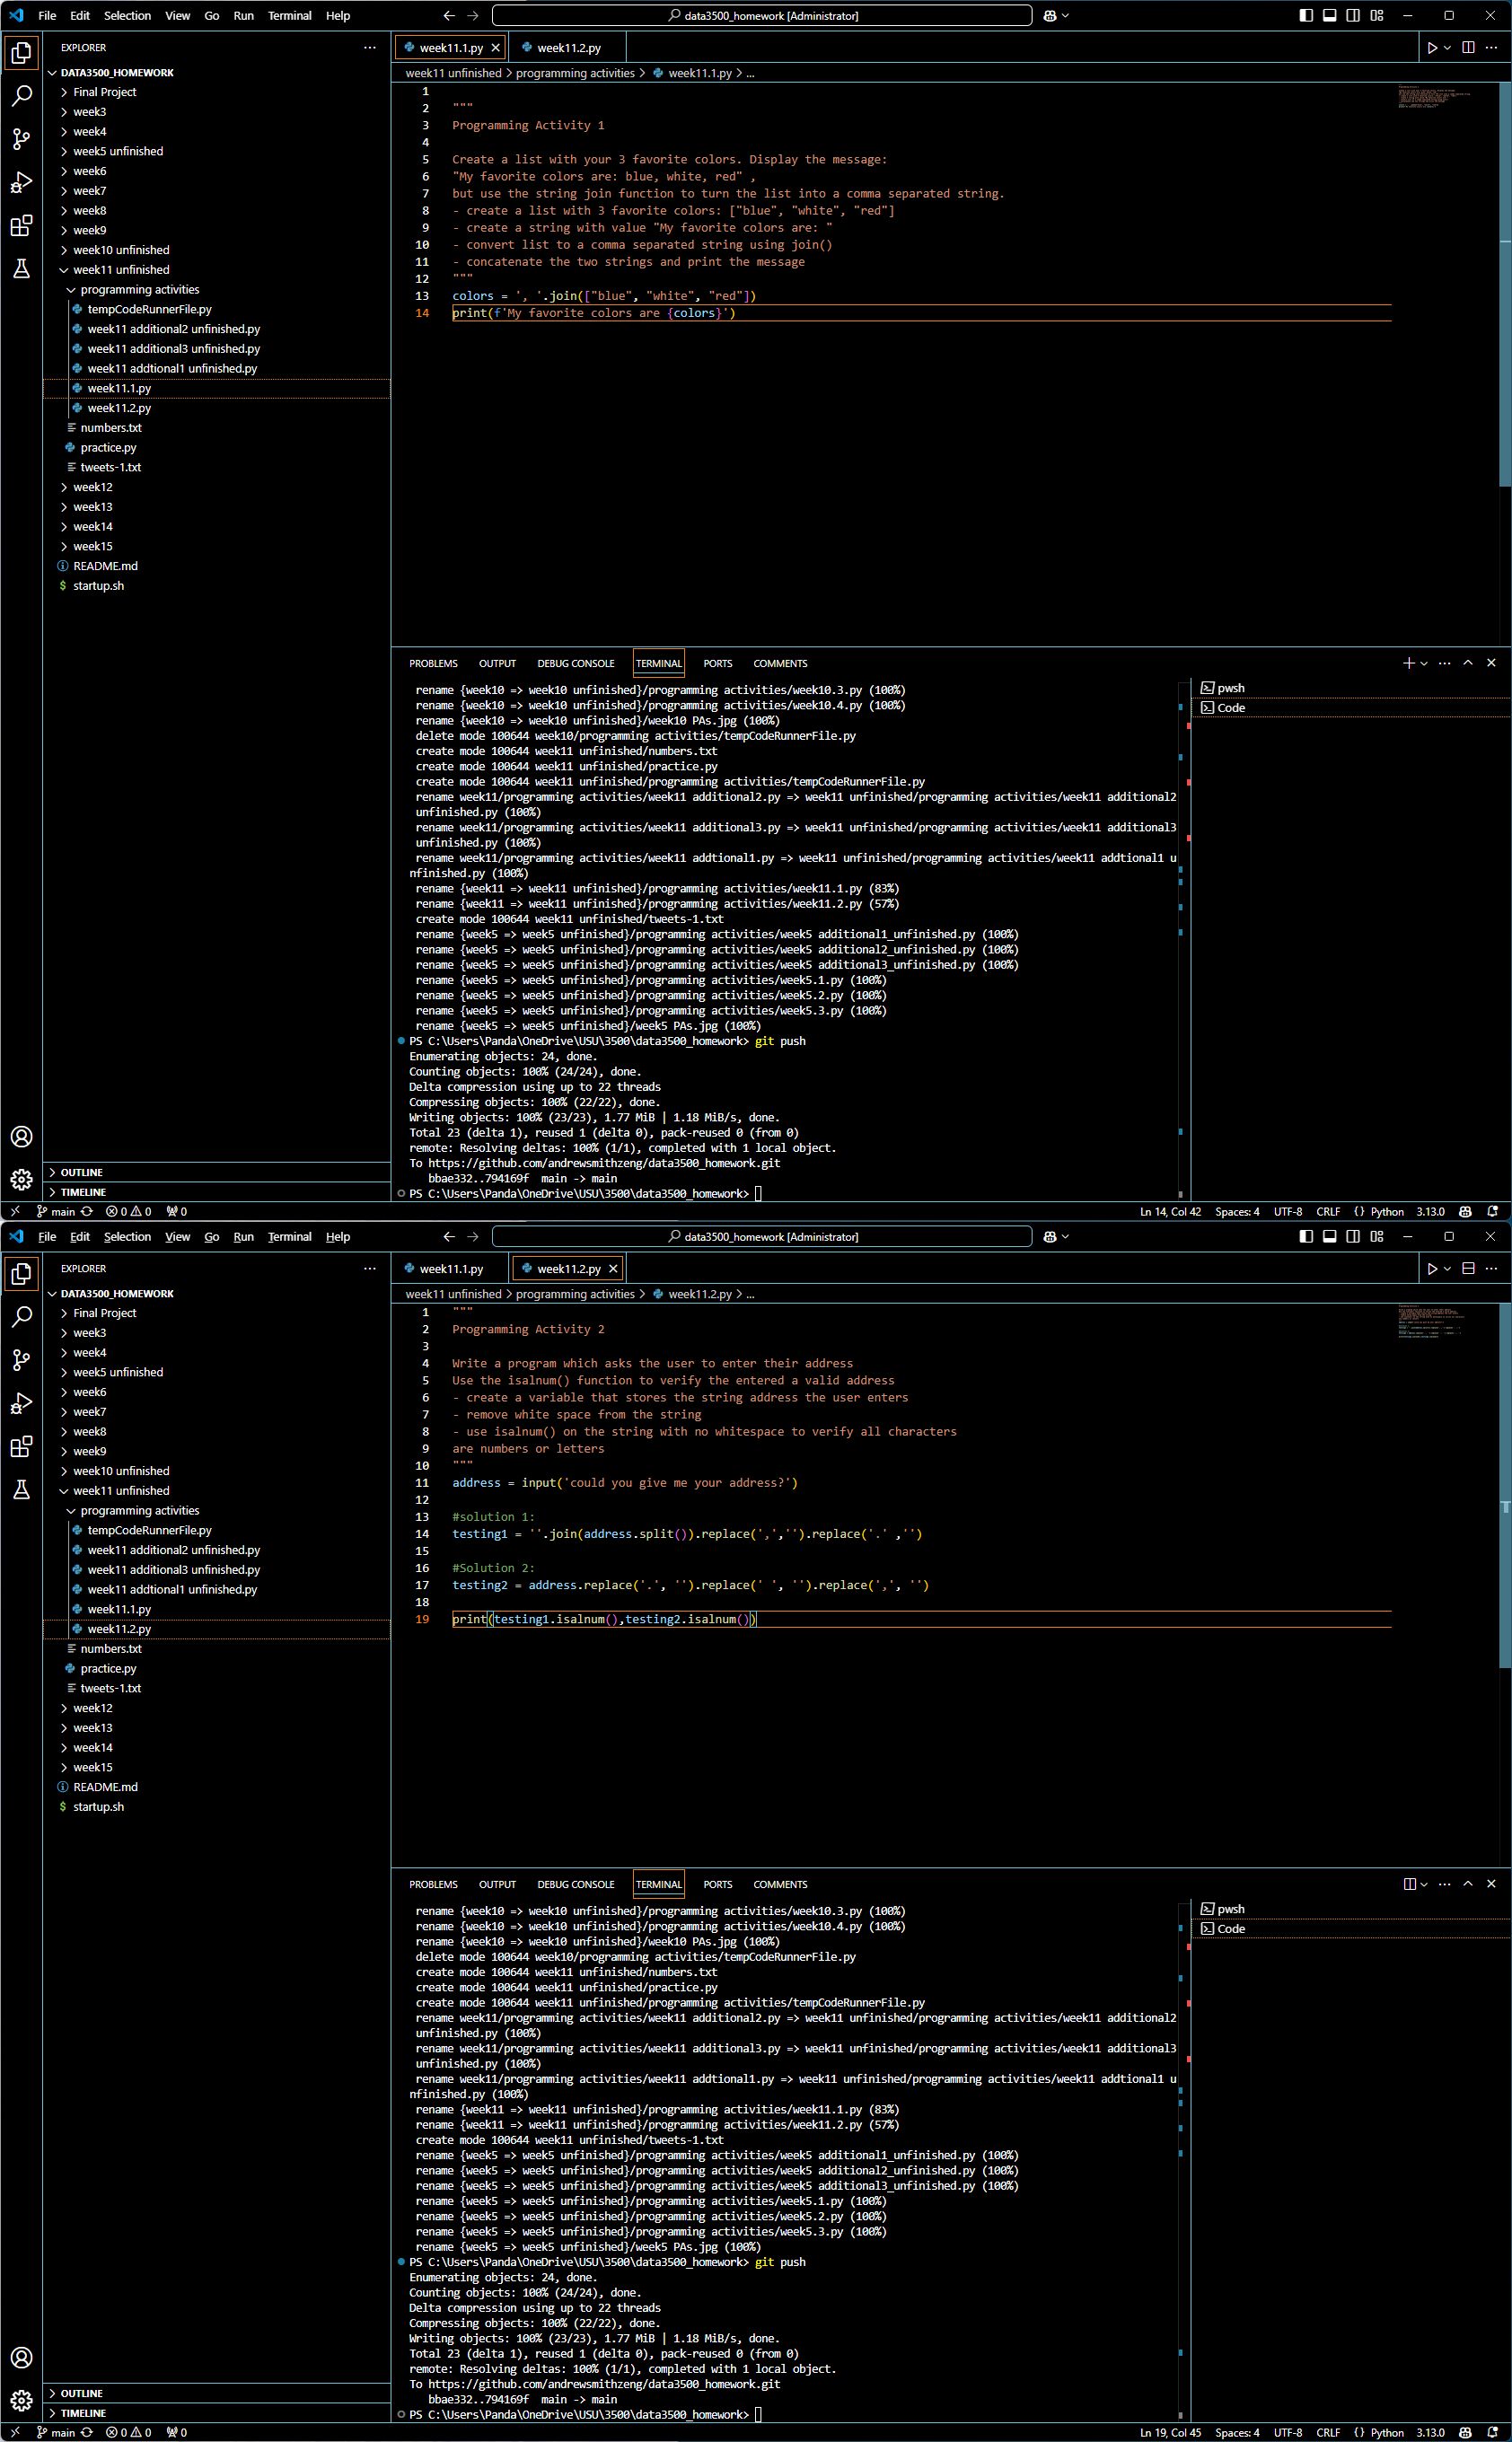 File Edit Selection View Go Run Terminal Help
data3500_homework [Administrator]
EXPLORER
DATA3500_HOMEWORK
Final Project
week3
week4
week5 unfinished
week6
week7
week8
week9
week10 unfinished
week11 unfinished
programming activities
tempCodeRunnerFile.py
week11 additional2 unfinished.py
week11 additional3 unfinished.py
week11 addtional1 unfinished.py
week11.1.py
week11.2.py
numbers.txt
practice.py
tweets-1.txt
week12
week13
week14
week15
README.md
$ startup.sh
OUTLINE
TIMELINE
week11.1.py week11.2.py
week11 unfinished > programming activities > week11.1.py > ...
1
2 """
3 Programming Activity 1
4
5 Create a list with your 3 favorite colors. Display the message:
6 "My favorite colors are: blue, white, red" ,
7 but use the string join function to turn the list into a comma separated string.
8 - create a list with 3 favorite colors: ["blue", "white", "red"]
9 - create a string with value "My favorite colors are: "
10 - convert list to a comma separated string using join()
11 - concatenate the two strings and print the message
12 """
13 colors = ', '.join(["blue", "white", "red"])
14 print(f'My favorite colors are {colors}')
PROBLEMS OUTPUT DEBUG CONSOLE TERMINAL PORTS COMMENTS
rename {week10 => week10 unfinished}/programming activities/week10.3.py (100%)
rename {week10 => week10 unfinished}/programming activities/week10.4.py (100%)
rename {week10 => week10 unfinished}/week10 PAs.jpg (100%)
delete mode 100644 week10/programming activities/tempCodeRunnerFile.py
create mode 100644 week11 unfinished/numbers.txt
create mode 100644 week11 unfinished/practice.py
create mode 100644 week11 unfinished/programming activities/tempCodeRunnerFile.py
rename week11/programming activities/week11 additional2.py => week11 unfinished/programming activities/week11 additional2
unfinished.py (100%)
rename week11/programming activities/week11 additional3.py => week11 unfinished/programming activities/week11 additional3
unfinished.py (100%)
rename week11/programming activities/week11 addtional1.py => week11 unfinished/programming activities/week11 addtional1 u
nfinished.py (100%)
rename {week11 => week11 unfinished}/programming activities/week11.1.py (83%)
rename {week11 => week11 unfinished}/programming activities/week11.2.py (57%)
create mode 100644 week11 unfinished/tweets-1.txt
rename {week5 => week5 unfinished}/programming activities/week5 additional1_unfinished.py (100%)
rename {week5 => week5 unfinished}/programming activities/week5 additional2_unfinished.py (100%)
rename {week5 => week5 unfinished}/programming activities/week5 additional3_unfinished.py (100%)
rename {week5 => week5 unfinished}/programming activities/week5.1.py (100%)
rename {week5 => week5 unfinished}/programming activities/week5.2.py (100%)
rename {week5 => week5 unfinished}/programming activities/week5.3.py (100%)
rename {week5 => week5 unfinished}/week5 PAs.jpg (100%)
PS C:\Users\Panda\OneDrive\USU\3500\data3500_homework> git push
Enumerating objects: 24, done.
Counting objects: 100% (24/24), done.
Delta compression using up to 22 threads
Compressing objects: 100% (22/22), done.
Writing objects: 100% (23/23), 1.77 MiB | 1.18 MiB/s, done.
Total 23 (delta 1), reused 1 (delta 0), pack-reused 0 (from 0)
remote: Resolving deltas: 100% (1/1), completed with 1 local object.
To https://github.com/andrewsmithzeng/data3500_homework.git
bbae332..794169f main -> main
PS C:\Users\Panda\OneDrive\USU\3500\data3500_homework>
pwsh
Code
main 0 0 0 Ln 14, Col 42 Spaces: 4 UTF-8 CRLF {} Python 3.13.0
File Edit Selection View Go Run Terminal Help
data3500_homework [Administrator]
EXPLORER
DATA3500_HOMEWORK
Final Project
week3
week4
week5 unfinished
week6
week7
week8
week9
week10 unfinished
week11 unfinished
programming activities
tempCodeRunnerFile.py
week11 additional2 unfinished.py
week11 additional3 unfinished.py
week11 addtional1 unfinished.py
week11.1.py
week11.2.py
numbers.txt
practice.py
tweets-1.txt
week12
week13
week14
week15
README.md
$ startup.sh
OUTLINE
TIMELINE
week11.1.py week11.2.py
week11 unfinished > programming activities > week11.2.py > ...
1 """
2 Programming Activity 2
3
4 Write a program which asks the user to enter their address
5 Use the isalnum() function to verify the entered a valid address
6 - create a variable that stores the string address the user enters
7 - remove white space from the string
8 - use isalnum() on the string with no whitespace to verify all characters
9 are numbers or letters
10 """
11 address = input('could you give me your address?')
12
13 #solution 1:
14 testing1 = ''.join(address.split()).replace(',','').replace('.' ,'')
15
16 #Solution 2:
17 testing2 = address.replace('.', '').replace(' ', '').replace(',', '')
18
19 print(testing1.isalnum(),testing2.isalnum())
PROBLEMS OUTPUT DEBUG CONSOLE TERMINAL PORTS COMMENTS
rename {week10 => week10 unfinished}/programming activities/week10.3.py (100%)
rename {week10 => week10 unfinished}/programming activities/week10.4.py (100%)
rename {week10 => week10 unfinished}/week10 PAs.jpg (100%)
delete mode 100644 week10/programming activities/tempCodeRunnerFile.py
create mode 100644 week11 unfinished/numbers.txt
create mode 100644 week11 unfinished/practice.py
create mode 100644 week11 unfinished/programming activities/tempCodeRunnerFile.py
rename week11/programming activities/week11 additional2.py => week11 unfinished/programming activities/week11 additional2
unfinished.py (100%)
rename week11/programming activities/week11 additional3.py => week11 unfinished/programming activities/week11 additional3
unfinished.py (100%)
rename week11/programming activities/week11 addtional1.py => week11 unfinished/programming activities/week11 addtional1 u
nfinished.py (100%)
rename {week11 => week11 unfinished}/programming activities/week11.1.py (83%)
rename {week11 => week11 unfinished}/programming activities/week11.2.py (57%)
create mode 100644 week11 unfinished/tweets-1.txt
rename {week5 => week5 unfinished}/programming activities/week5 additional1_unfinished.py (100%)
rename {week5 => week5 unfinished}/programming activities/week5 additional2_unfinished.py (100%)
rename {week5 => week5 unfinished}/programming activities/week5 additional3_unfinished.py (100%)
rename {week5 => week5 unfinished}/programming activities/week5.1.py (100%)
rename {week5 => week5 unfinished}/programming activities/week5.2.py (100%)
rename {week5 => week5 unfinished}/programming activities/week5.3.py (100%)
rename {week5 => week5 unfinished}/week5 PAs.jpg (100%)
PS C:\Users\Panda\OneDrive\USU\3500\data3500_homework> git push
Enumerating objects: 24, done.
Counting objects: 100% (24/24), done.
Delta compression using up to 22 threads
Compressing objects: 100% (22/22), done.
Writing objects: 100% (23/23), 1.77 MiB | 1.18 MiB/s, done.
Total 23 (delta 1), reused 1 (delta 0), pack-reused 0 (from 0)
remote: Resolving deltas: 100% (1/1), completed with 1 local object.
To https://github.com/andrewsmithzeng/data3500_homework.git
bbae332..794169f main -> main
PS C:\Users\Panda\OneDrive\USU\3500\data3500_homework>
pwsh
Code
main 0 0 0 Ln 19, Col 45 Spaces: 4 UTF-8 CRLF {} Python 3.13.0